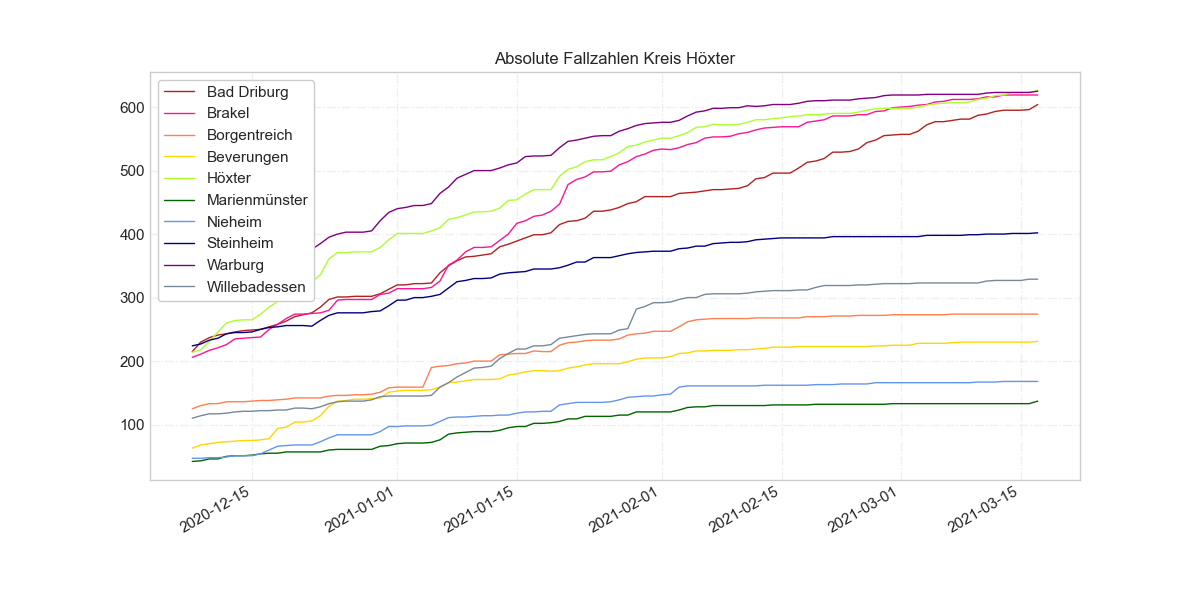 Absolute Fallzahlen Kreis Höxter
Bad Driburg
Brakel
Borgentreich
Beverungen
Höxter
Marienmünster
Nieheim
Steinheim
Warburg
Willebadessen
600
500
400
300
200
100
2020-12-15
2021-01-01
2021-01-15
2021-02-01
2021-02-15
2021-03-01
2021-03-15